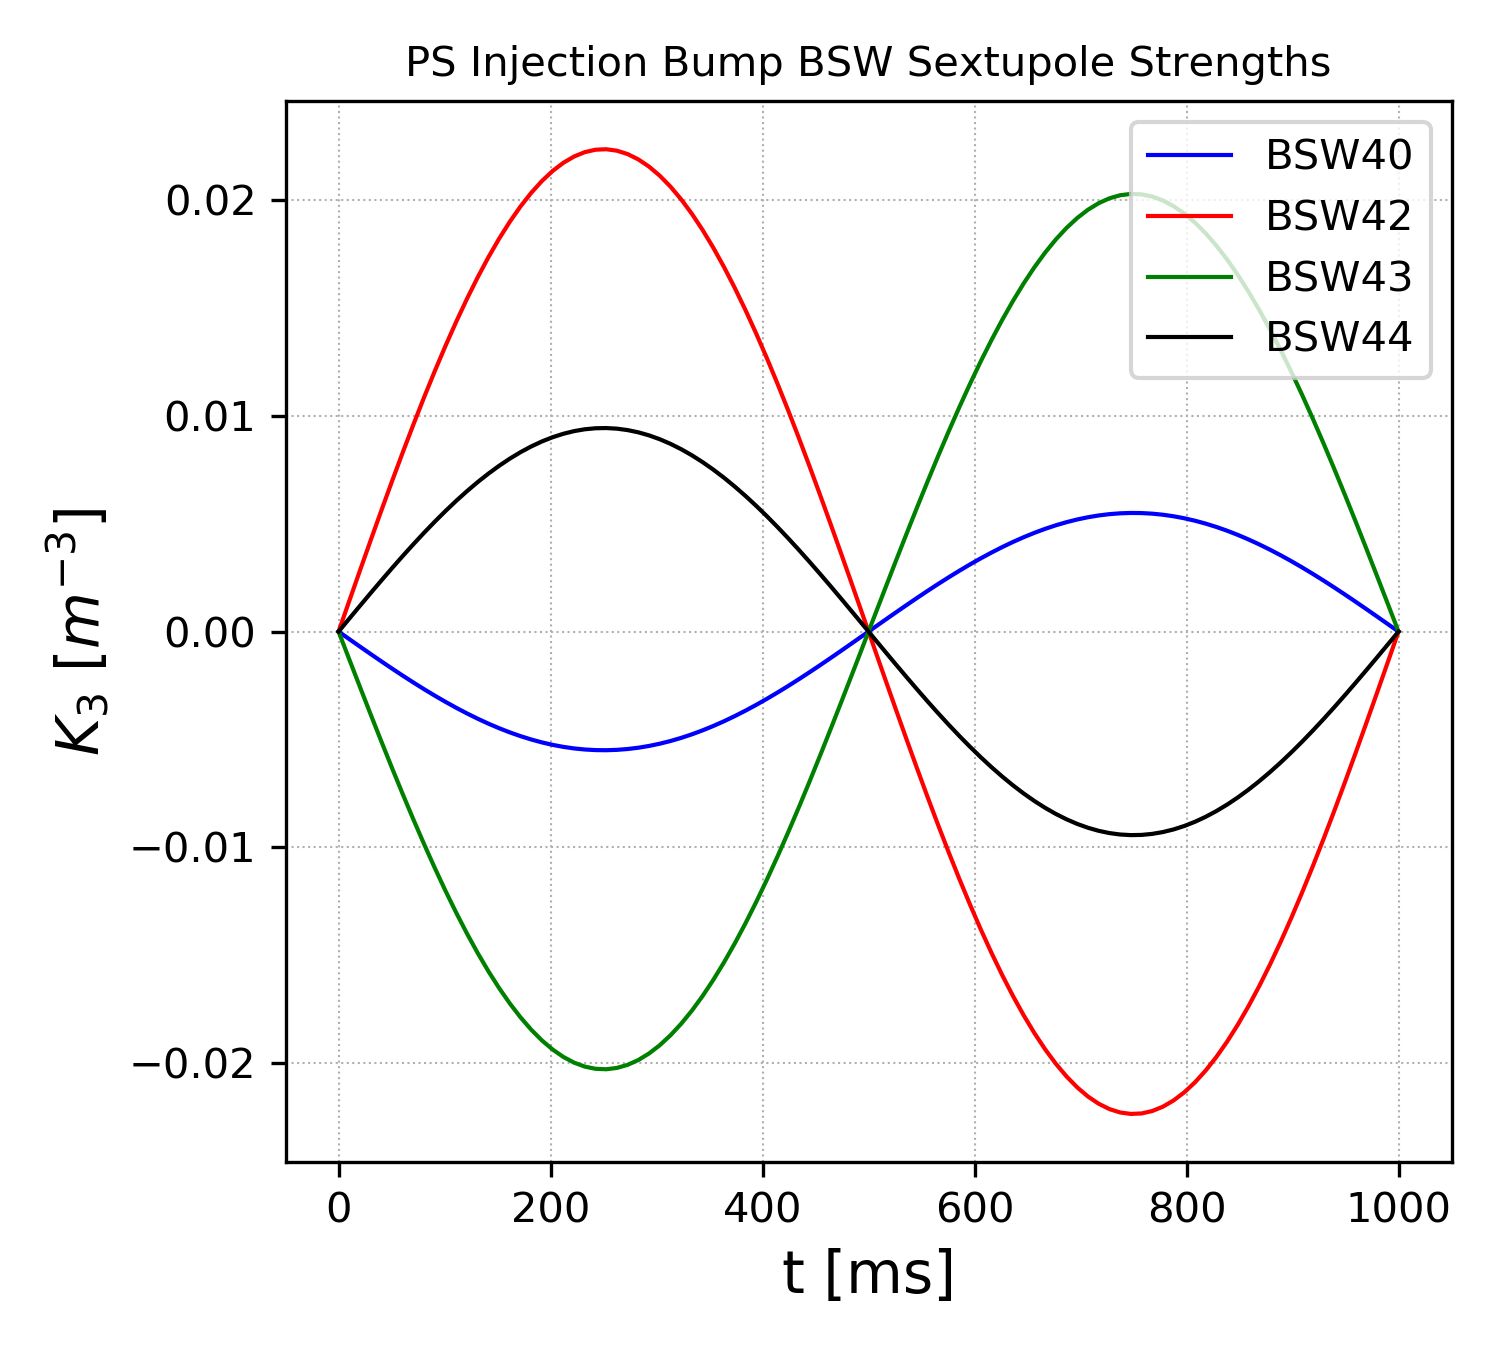 PS Injection Bump BSW Sextupole Strengths
BSW40
BSW42
BSW43
BSW44
0.02
0.01
0.00
−0.01
−0.02
K₃ [m⁻³]
0 200 400 600 800 1000
t [ms]